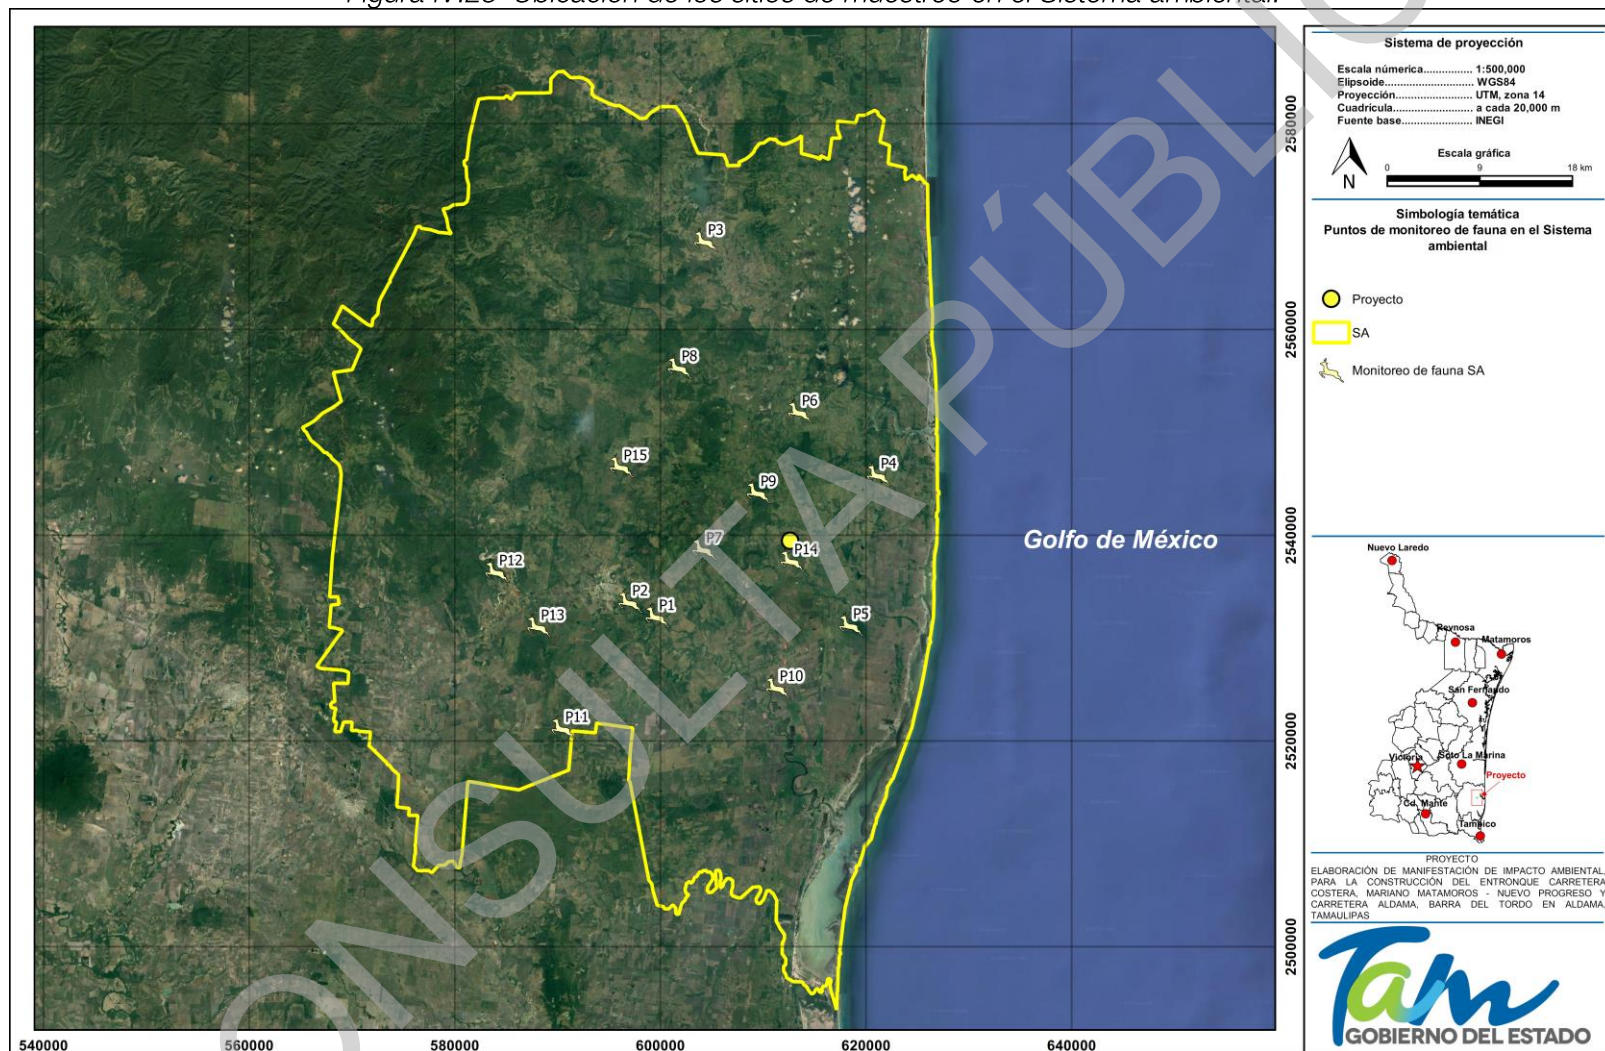 Figura IV.25 Ubicación de los sitios de muestreo en el Sistema ambiental.
Sistema de proyección
Escala númerica................ 1:500,000
Elipsoide............................ WGS84
Proyección........................ UTM, zona 14
Cuadrícula......................... a cada 20,000 m
Fuente base...................... INEGI
Escala gráfica
N
0 9 18 km
Simbología temática
Puntos de monitoreo de fauna en el Sistema
ambiental
Proyecto
SA
Monitoreo de fauna SA
P3
P8
P6
P15
P4
P9
P7
P14
P12
P2
P1
P13
P5
P10
P11
Golfo de México
2580000
2560000
2540000
2520000
2500000
540000 560000 580000 600000 620000 640000
CONSULTA PÚBLIC
Nuevo Laredo
Reynosa
Matamoros
San Fernando
Victoria
Soto La Marina
Proyecto
Cd. Mante
Tampico
PROYECTO
ELABORACIÓN DE MANIFESTACIÓN DE IMPACTO AMBIENTAL,
PARA LA CONSTRUCCIÓN DEL ENTRONQUE CARRETERA
COSTERA, MARIANO MATAMOROS - NUEVO PROGRESO Y
CARRETERA ALDAMA, BARRA DEL TORDO EN ALDAMA,
TAMAULIPAS
Tam
GOBIERNO DEL ESTADO